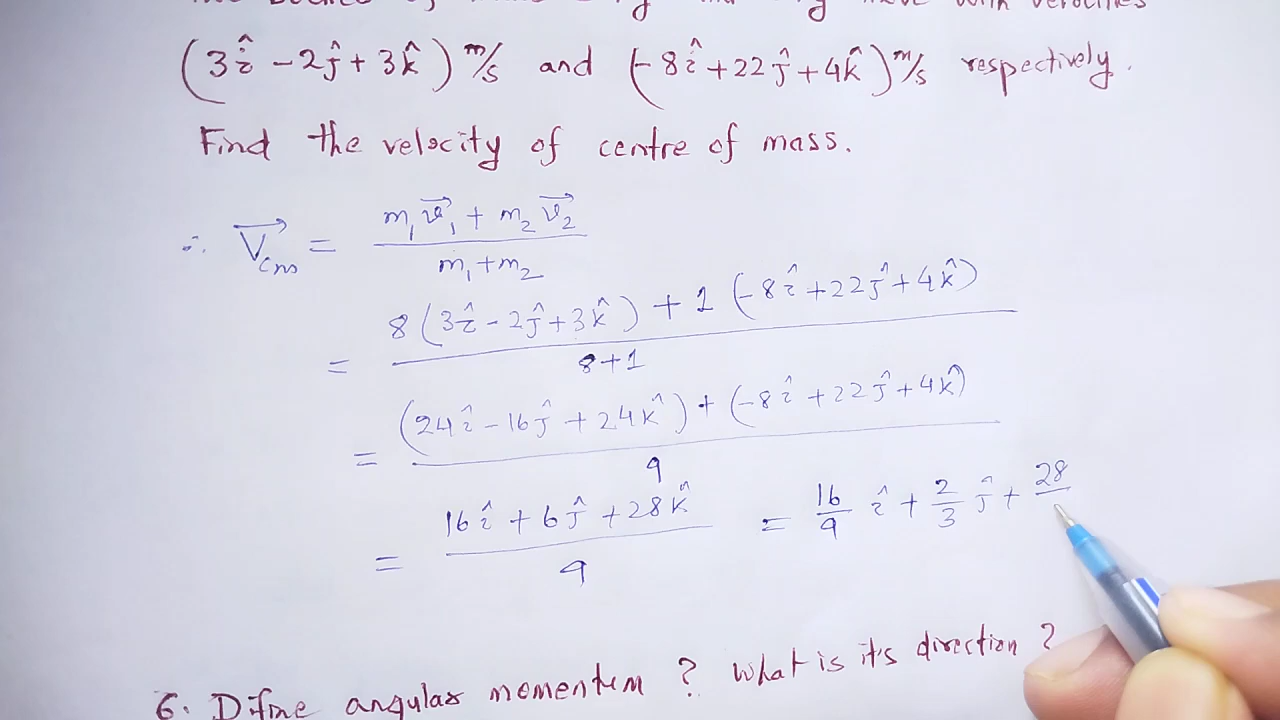 (3î - 2ĵ + 3k̂) m/s and (-8î + 22ĵ + 4k̂) m/s respectively.
Find the velocity of centre of mass.
∴ V⃗cm = (m₁v⃗₁ + m₂v⃗₂) / (m₁ + m₂)
= (8(3î - 2ĵ + 3k̂) + 1(-8î + 22ĵ + 4k̂)) / (8+1)
= ((24î - 16ĵ + 24k̂) + (-8î + 22ĵ + 4k̂)) / 9
= (16î + 6ĵ + 28k̂) / 9 = 16/9 î + 2/3 ĵ + 28/
6. Difine angular momentum ? What is it's direction ?